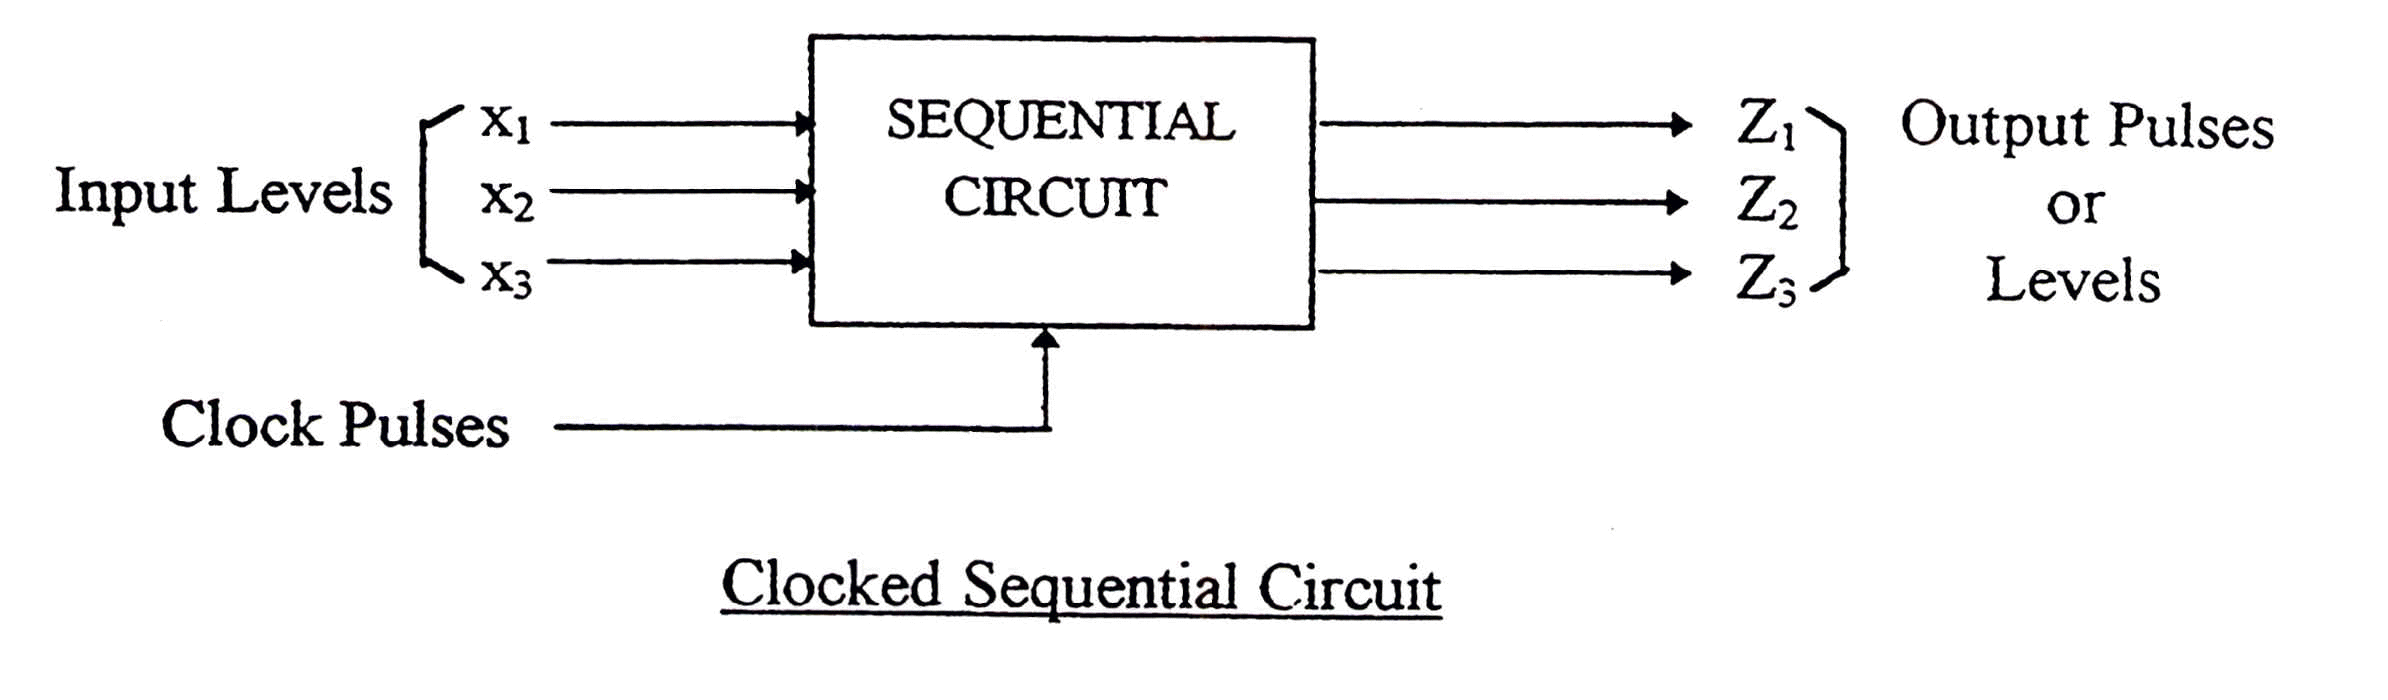 x₁
SEQUENTIAL
Z₁
Output Pulses
Input Levels
x₂
CIRCUIT
Z₂
or
x₃
Z₃
Levels
Clock Pulses
Clocked Sequential Circuit